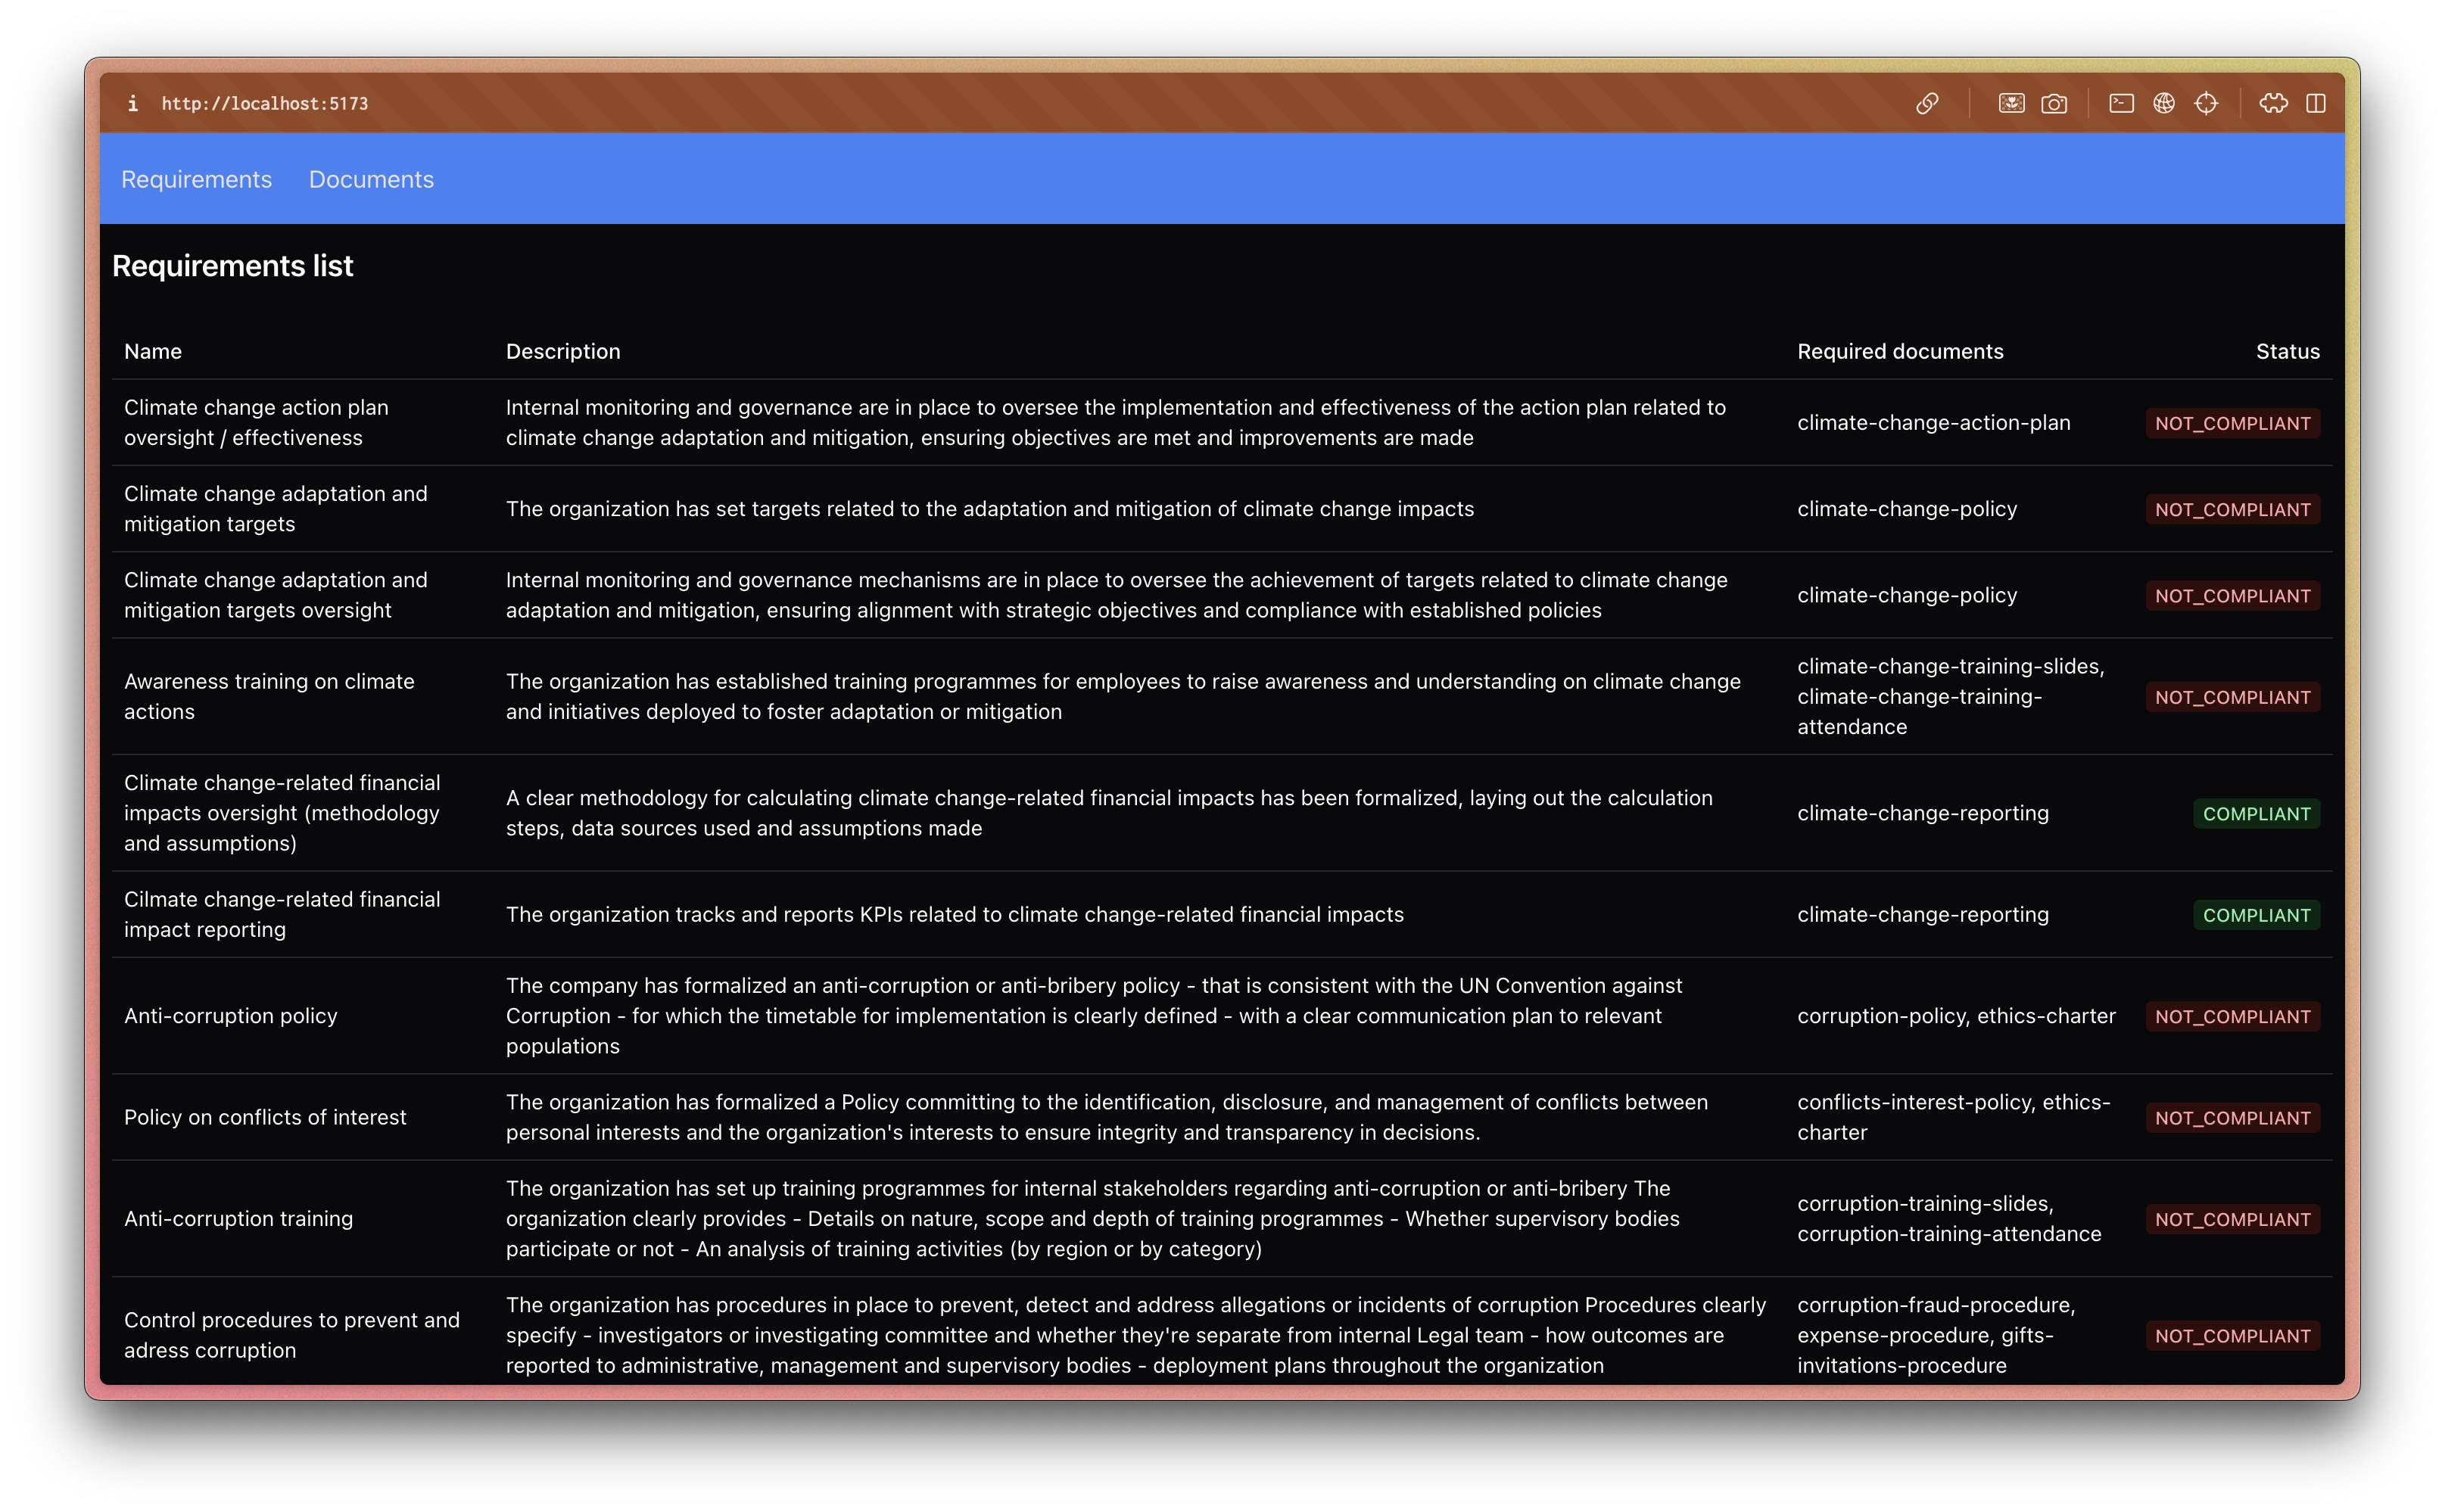 http://localhost:5173
Requirements Documents
Requirements list
Name Description Required documents Status
Climate change action plan
oversight / effectiveness
Internal monitoring and governance are in place to oversee the implementation and effectiveness of the action plan related to
climate change adaptation and mitigation, ensuring objectives are met and improvements are made
climate-change-action-plan
NOT_COMPLIANT
Climate change adaptation and
mitigation targets
The organization has set targets related to the adaptation and mitigation of climate change impacts
climate-change-policy
NOT_COMPLIANT
Climate change adaptation and
mitigation targets oversight
Internal monitoring and governance mechanisms are in place to oversee the achievement of targets related to climate change
adaptation and mitigation, ensuring alignment with strategic objectives and compliance with established policies
climate-change-policy
NOT_COMPLIANT
Awareness training on climate
actions
The organization has established training programmes for employees to raise awareness and understanding on climate change
and initiatives deployed to foster adaptation or mitigation
climate-change-training-slides,
climate-change-training-
attendance
NOT_COMPLIANT
Climate change-related financial
impacts oversight (methodology
and assumptions)
A clear methodology for calculating climate change-related financial impacts has been formalized, laying out the calculation
steps, data sources used and assumptions made
climate-change-reporting
COMPLIANT
Cilmate change-related financial
impact reporting
The organization tracks and reports KPIs related to climate change-related financial impacts
climate-change-reporting
COMPLIANT
Anti-corruption policy
The company has formalized an anti-corruption or anti-bribery policy - that is consistent with the UN Convention against
Corruption - for which the timetable for implementation is clearly defined - with a clear communication plan to relevant
populations
corruption-policy, ethics-charter
NOT_COMPLIANT
Policy on conflicts of interest
The organization has formalized a Policy committing to the identification, disclosure, and management of conflicts between
personal interests and the organization's interests to ensure integrity and transparency in decisions.
conflicts-interest-policy, ethics-
charter
NOT_COMPLIANT
Anti-corruption training
The organization has set up training programmes for internal stakeholders regarding anti-corruption or anti-bribery The
organization clearly provides - Details on nature, scope and depth of training programmes - Whether supervisory bodies
participate or not - An analysis of training activities (by region or by category)
corruption-training-slides,
corruption-training-attendance
NOT_COMPLIANT
Control procedures to prevent and
adress corruption
The organization has procedures in place to prevent, detect and address allegations or incidents of corruption Procedures clearly
specify - investigators or investigating committee and whether they're separate from internal Legal team - how outcomes are
reported to administrative, management and supervisory bodies - deployment plans throughout the organization
corruption-fraud-procedure,
expense-procedure, gifts-
invitations-procedure
NOT_COMPLIANT